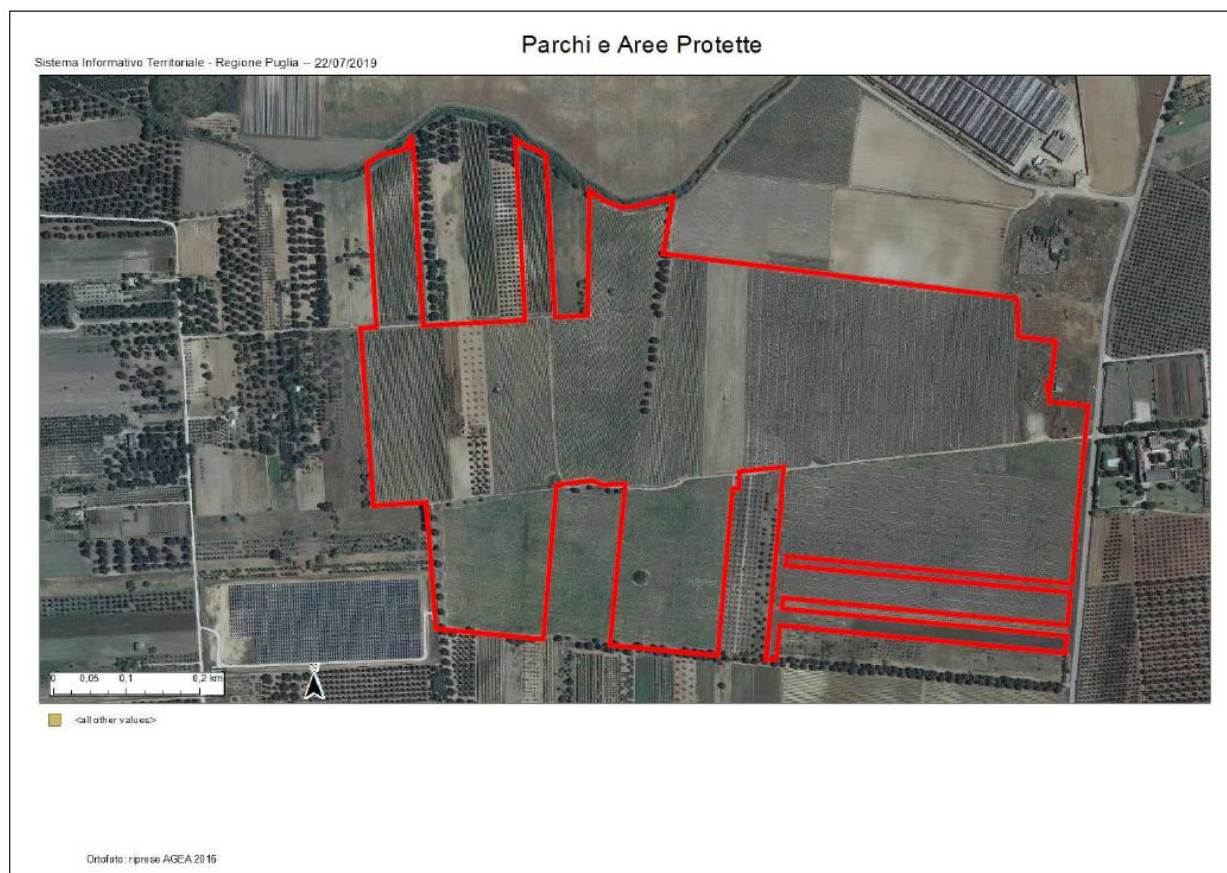 Parchi e Aree Protette
Sistema Informativo Territoriale - Regione Puglia -- 22/07/2019
N
0 0,05 0,1 0,2 km
<all other values>
Ortofoto: riprese AGEA 2016